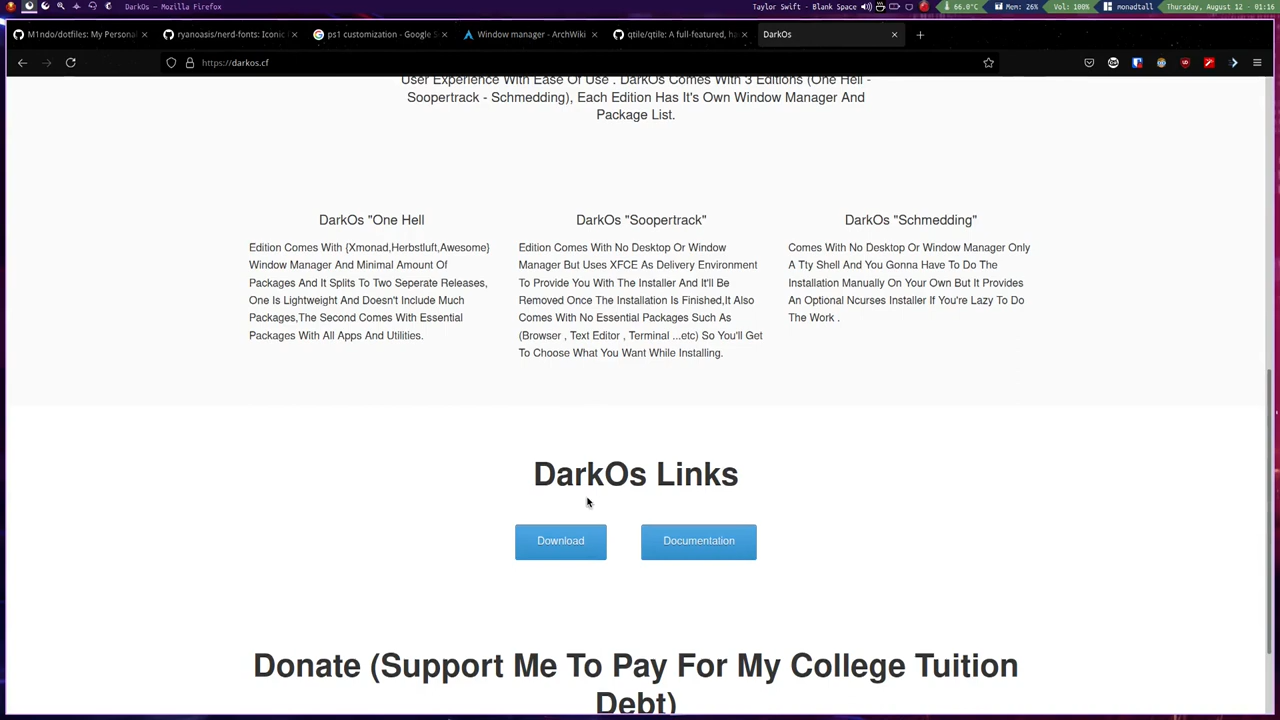 DarkOs — Mozilla Firefox
Taylor Swift - Blank Space
66.0°C
Mem: 26%
Vol: 100%
monadtall
Thursday, August 12 - 01:16
M1ndo/dotfiles: My Personal
ryanoasis/nerd-fonts: Iconic
ps1 customization - Google S
Window manager - ArchWiki
qtile/qtile: A full-featured, ha
DarkOs
https://darkos.cf
User Experience With Ease Of Use . DarkOs Comes With 3 Editions (One Hell -
Soopertrack - Schmedding), Each Edition Has It's Own Window Manager And
Package List.
DarkOs "One Hell
Edition Comes With {Xmonad,Herbstluft,Awesome}
Window Manager And Minimal Amount Of
Packages And It Splits To Two Seperate Releases,
One Is Lightweight And Doesn't Include Much
Packages,The Second Comes With Essential
Packages With All Apps And Utilities.
DarkOs "Soopertrack"
Edition Comes With No Desktop Or Window
Manager But Uses XFCE As Delivery Environment
To Provide You With The Installer And It'll Be
Removed Once The Installation Is Finished,It Also
Comes With No Essential Packages Such As
(Browser , Text Editor , Terminal ...etc) So You'll Get
To Choose What You Want While Installing.
DarkOs "Schmedding"
Comes With No Desktop Or Window Manager Only
A Tty Shell And You Gonna Have To Do The
Installation Manually On Your Own But It Provides
An Optional Ncurses Installer If You're Lazy To Do
The Work .
DarkOs Links
Download
Documentation
Donate (Support Me To Pay For My College Tuition
Debt)